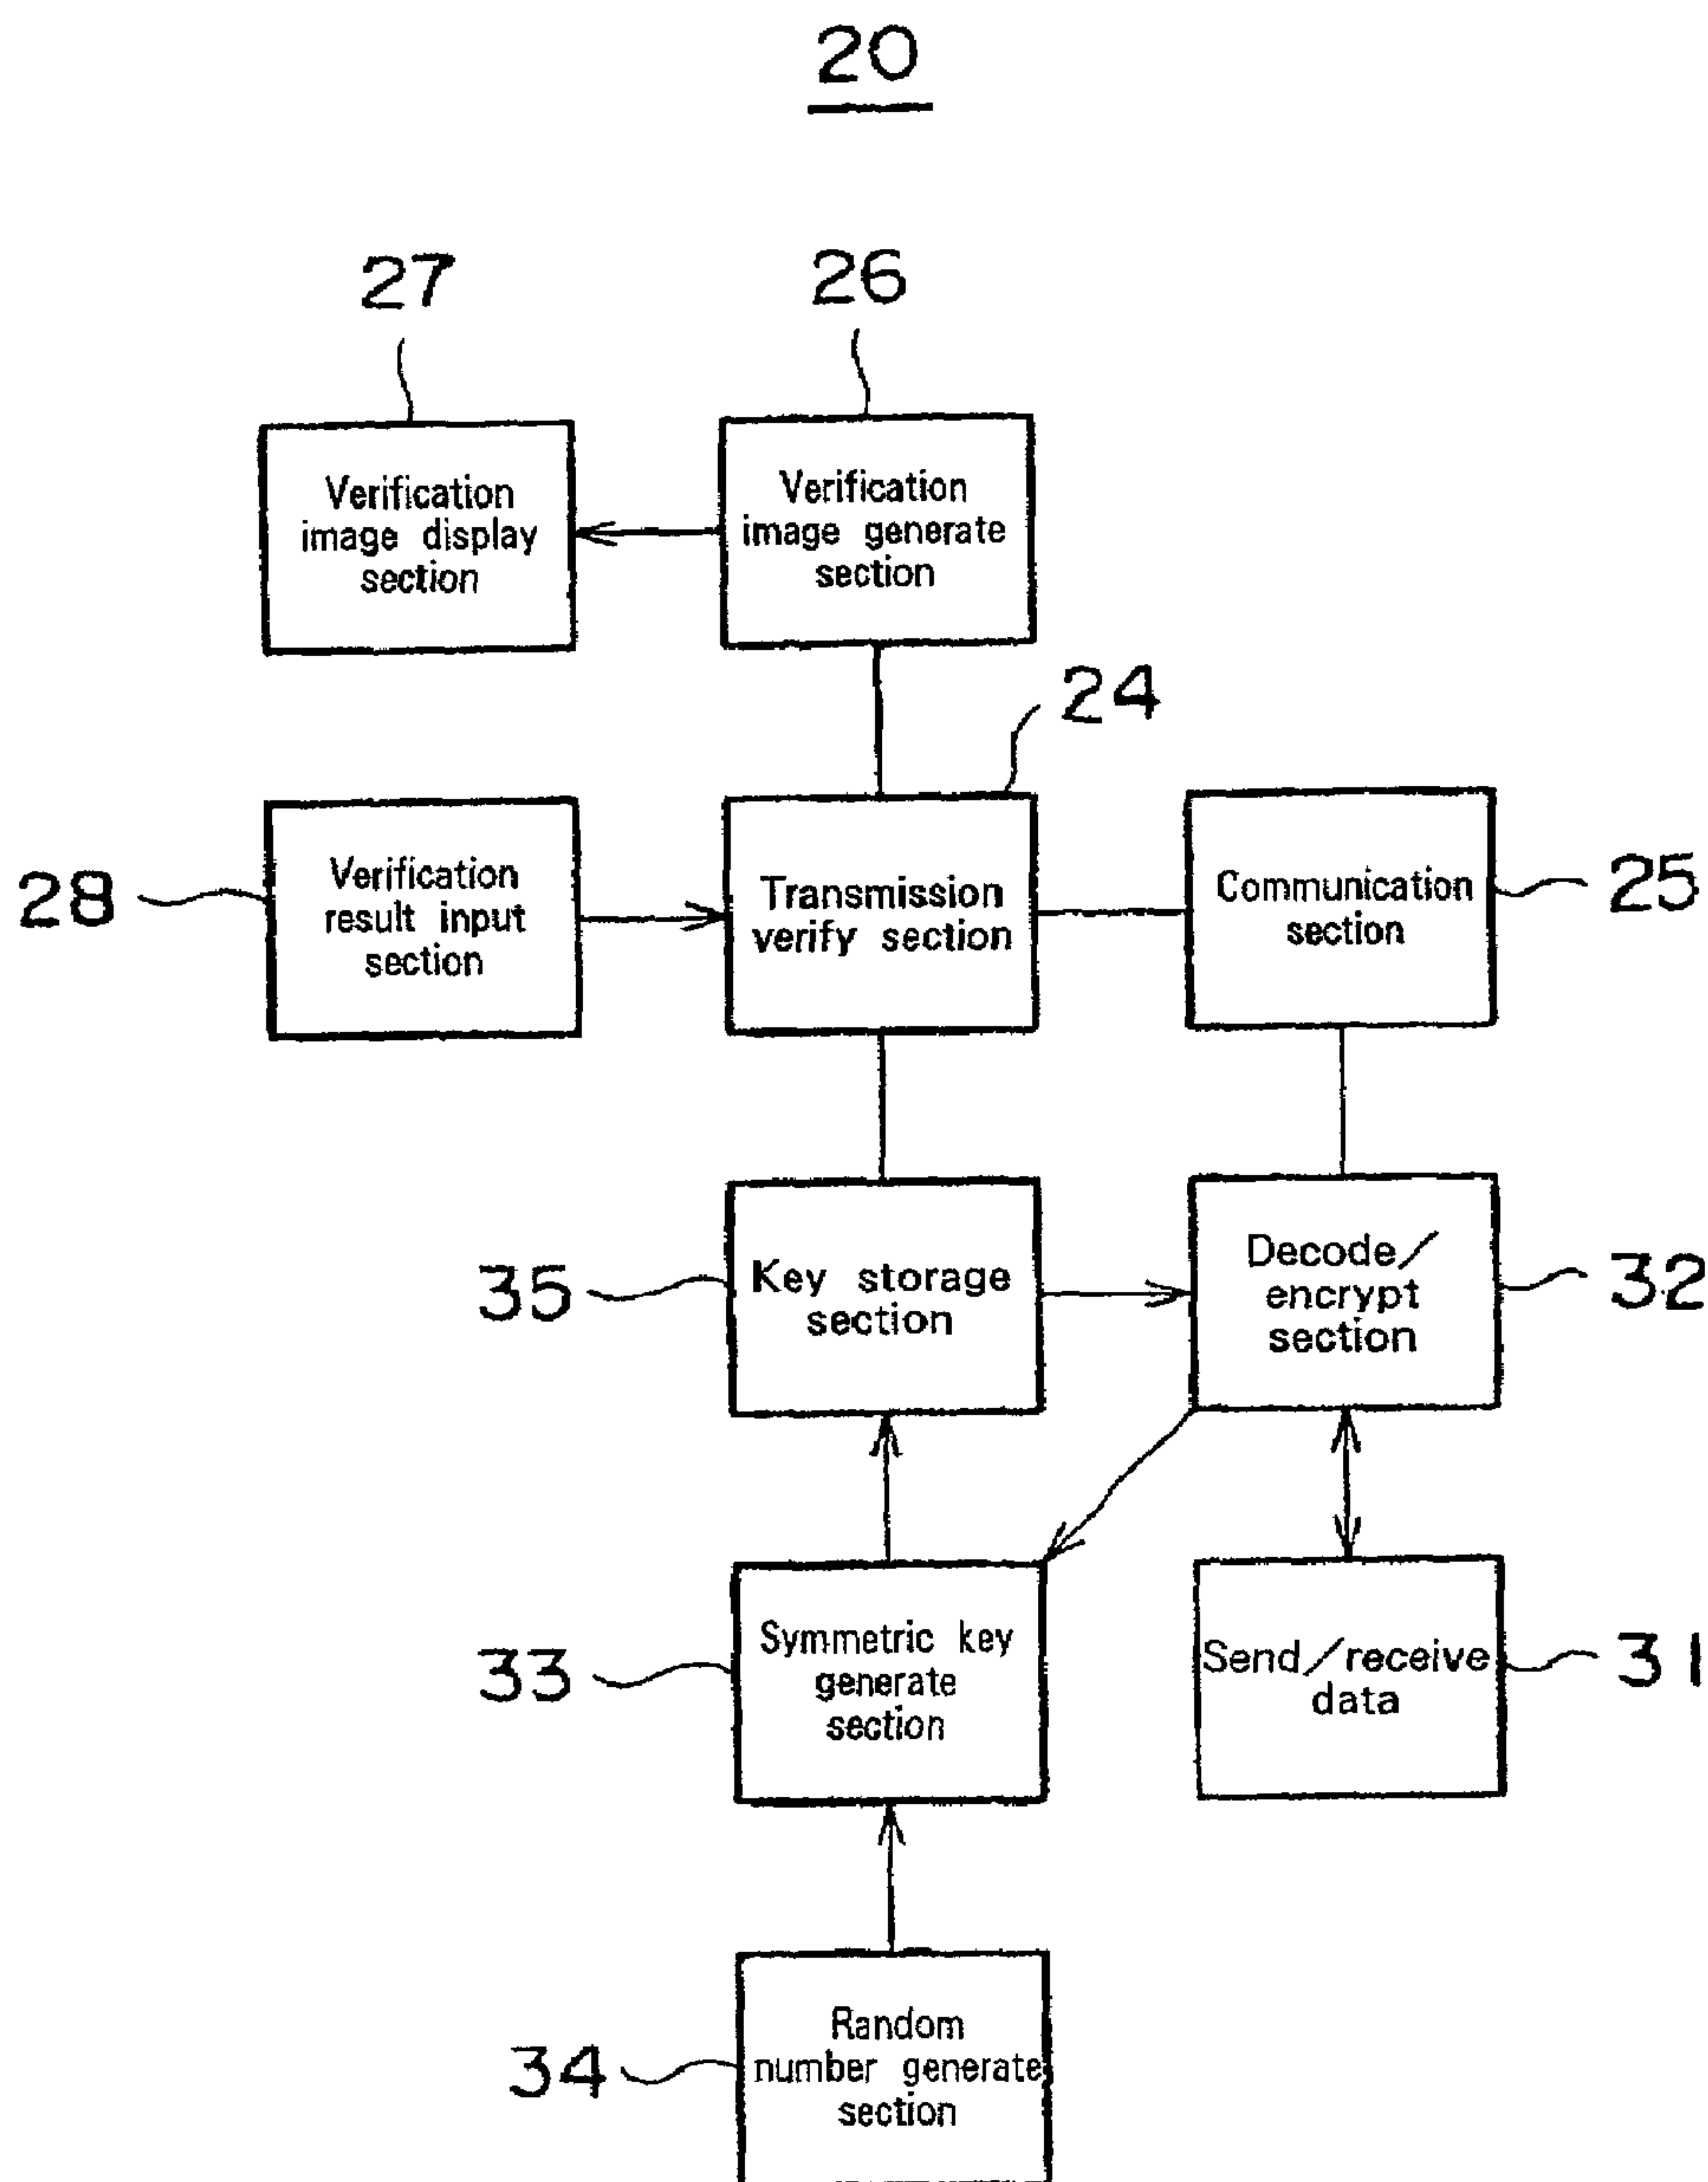 20
27
26
Verification
image display
section
Verification
image generate
section
24
28
Verification
result input
section
Transmission
verify section
Communication
section
25
35
Key storage
section
Decode/
encrypt
section
32
33
Symmetric key
generate
section
Send/receive
data
31
34
Random
number generate
section